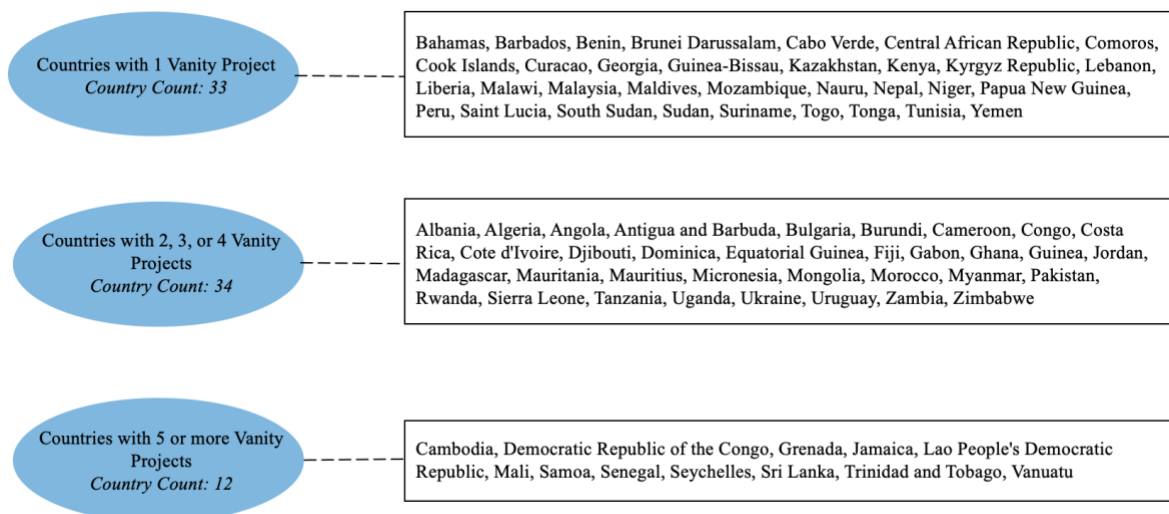 Countries with 1 Vanity Project
Country Count: 33
Bahamas, Barbados, Benin, Brunei Darussalam, Cabo Verde, Central African Republic, Comoros,
Cook Islands, Curacao, Georgia, Guinea-Bissau, Kazakhstan, Kenya, Kyrgyz Republic, Lebanon,
Liberia, Malawi, Malaysia, Maldives, Mozambique, Nauru, Nepal, Niger, Papua New Guinea,
Peru, Saint Lucia, South Sudan, Sudan, Suriname, Togo, Tonga, Tunisia, Yemen
Countries with 2, 3, or 4 Vanity
Projects
Country Count: 34
Albania, Algeria, Angola, Antigua and Barbuda, Bulgaria, Burundi, Cameroon, Congo, Costa
Rica, Cote d'Ivoire, Djibouti, Dominica, Equatorial Guinea, Fiji, Gabon, Ghana, Guinea, Jordan,
Madagascar, Mauritania, Mauritius, Micronesia, Mongolia, Morocco, Myanmar, Pakistan,
Rwanda, Sierra Leone, Tanzania, Uganda, Ukraine, Uruguay, Zambia, Zimbabwe
Countries with 5 or more Vanity
Projects
Country Count: 12
Cambodia, Democratic Republic of the Congo, Grenada, Jamaica, Lao People's Democratic
Republic, Mali, Samoa, Senegal, Seychelles, Sri Lanka, Trinidad and Tobago, Vanuatu